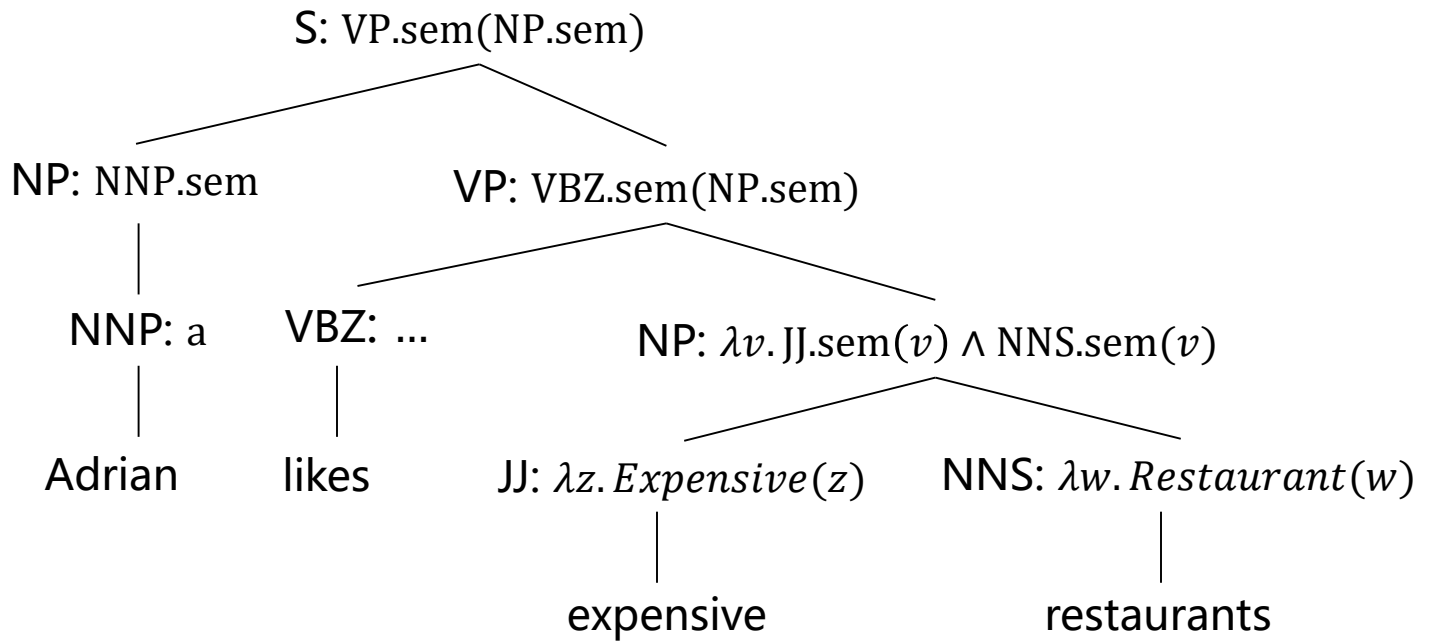 S: VP.sem(NP.sem)
NP: NNP.sem
VP: VBZ.sem(NP.sem)
NNP: a
VBZ: ...
NP: λv. JJ.sem(v) ∧ NNS.sem(v)
Adrian
likes
JJ: λz. Expensive(z)
NNS: λw. Restaurant(w)
expensive
restaurants